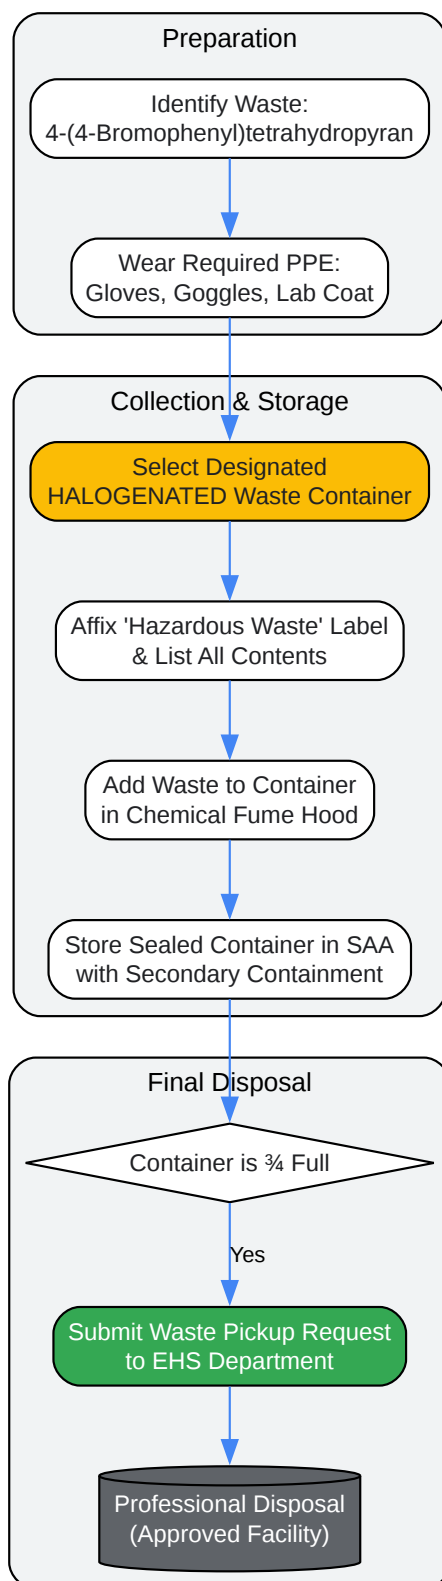 Preparation
Identify Waste:
4-(4-Bromophenyl)tetrahydropyran
Wear Required PPE:
Gloves, Goggles, Lab Coat
Collection & Storage
Select Designated
HALOGENATED Waste Container
Affix 'Hazardous Waste' Label
& List All Contents
Add Waste to Container
in Chemical Fume Hood
Store Sealed Container in SAA
with Secondary Containment
Final Disposal
Container is ¾ Full
Yes
Submit Waste Pickup Request
to EHS Department
Professional Disposal
(Approved Facility)